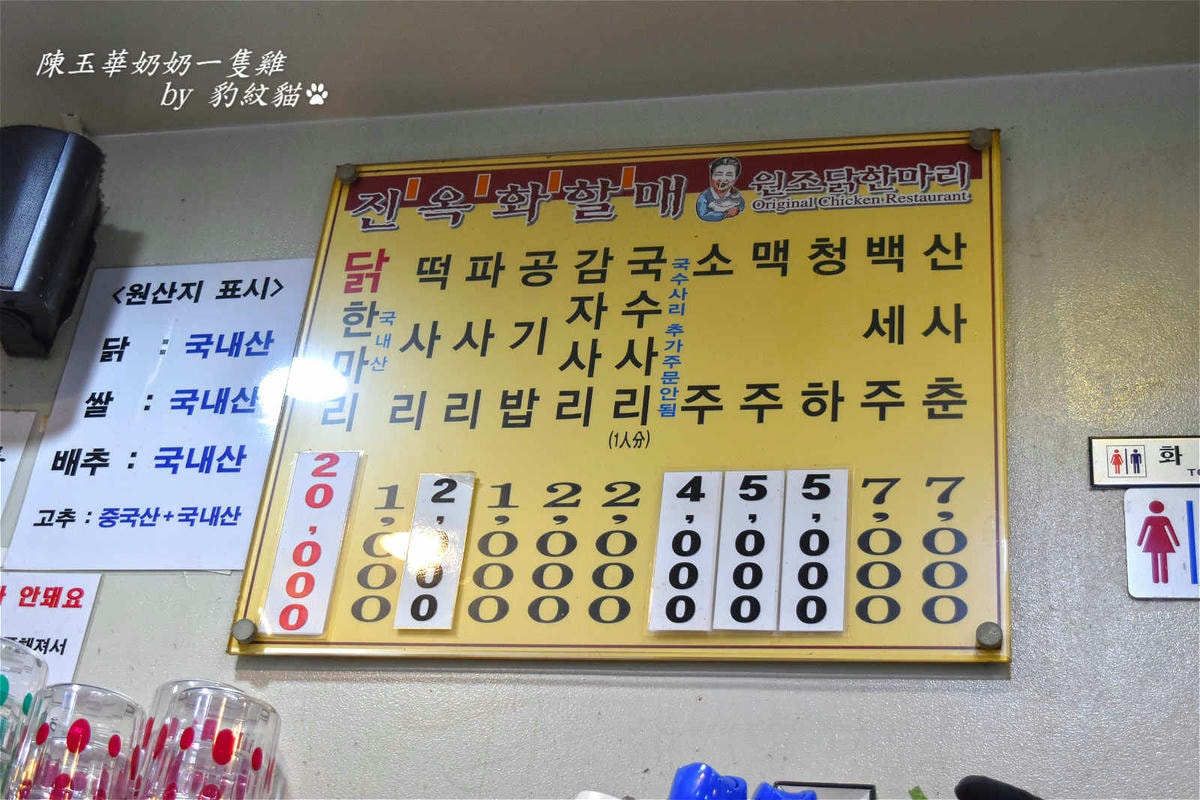 陳玉華奶奶一隻雞
by 豹紋貓
진옥화할매
원조닭한마리
Original Chicken Restaurant
닭한마리
국내산
20,000
떡사리
1,000
파사리
2,000
공기밥
1,000
감자사리
2,000
국수사리
(1人分)
국수사리 추가주문안됨
2,000
소주
4,000
맥주
5,000
청하
5,000
백세주
7,000
산사춘
7,000
<원산지 표시>
닭 : 국내산
쌀 : 국내산
배추 : 국내산
고추 : 중국산+국내산
안돼요
해져서
화